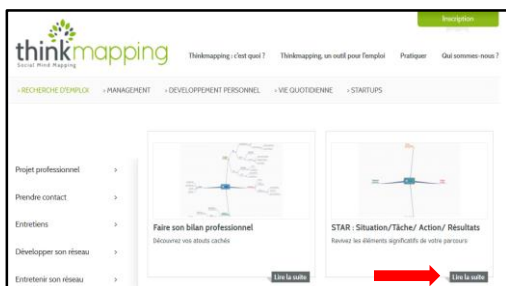 Inscription
thinkmapping
Social Mind Mapping
Thinkmapping : c'est quoi ? Thinkmapping, un outil pour l'emploi Pratiquer Qui sommes-nous ?
› RECHERCHE D'EMPLOI › MANAGEMENT › DEVELOPPEMENT PERSONNEL › VIE QUOTIDIENNE › STARTUPS
Projet professionnel ›
Prendre contact ›
Entretiens ›
Développer son réseau ›
Entretenir son réseau ›
Faire son bilan professionnel
Découvrez vos atouts cachés
Lire la suite
STAR : Situation/Tâche/ Action/ Résultats
Revivez les éléments significatifs de votre parcours
Lire la suite